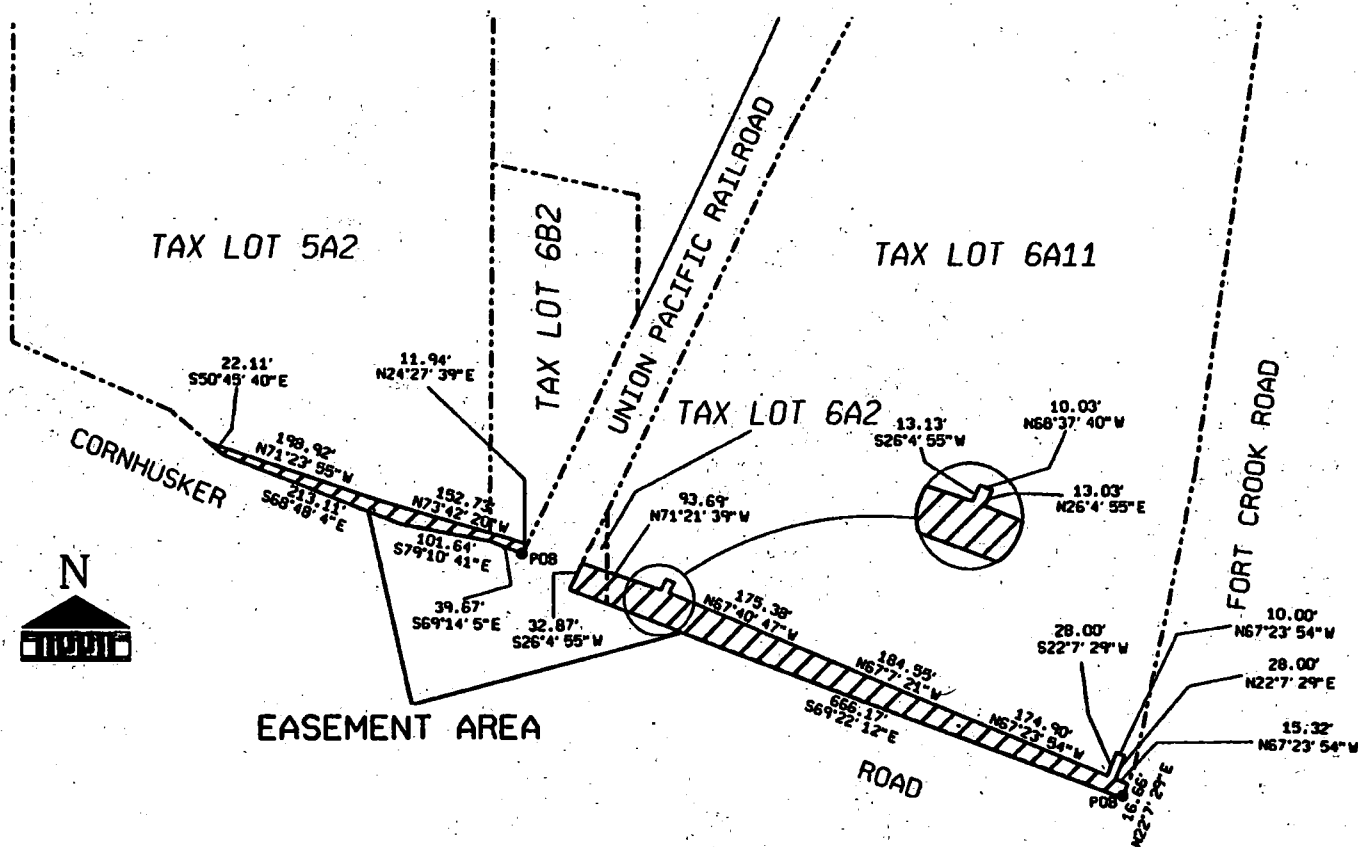 UNION PACIFIC RAILROAD
TAX LOT 5A2
TAX LOT 6B2
TAX LOT 6A11
TAX LOT 6A2
FORT CROOK ROAD
22.11'
S50°45'40"E
11.94'
N24°27'39"E
198.92'
N71°23'55"W
213.11'
S68°48'4"E
152.73'
N73°42'20"W
101.64'
S79°10'41"E
39.67'
S69°14'5"E
POB
CORNHUSKER
N
32.87'
S26°4'55"W
93.69'
N71°21'39"W
13.13'
S26°4'55"W
10.03'
N68°37'40"W
13.03'
N26°4'55"E
175.38'
N67°40'47"W
184.55'
N67°7'21"W
666.17'
S69°22'12"E
174.90'
N67°23'54"W
28.00'
S22°7'29"W
10.00'
N67°23'54"W
28.00'
N22°7'29"E
15.32'
N67°23'54"W
16.66'
N22°7'29"E
POB
EASEMENT AREA
ROAD